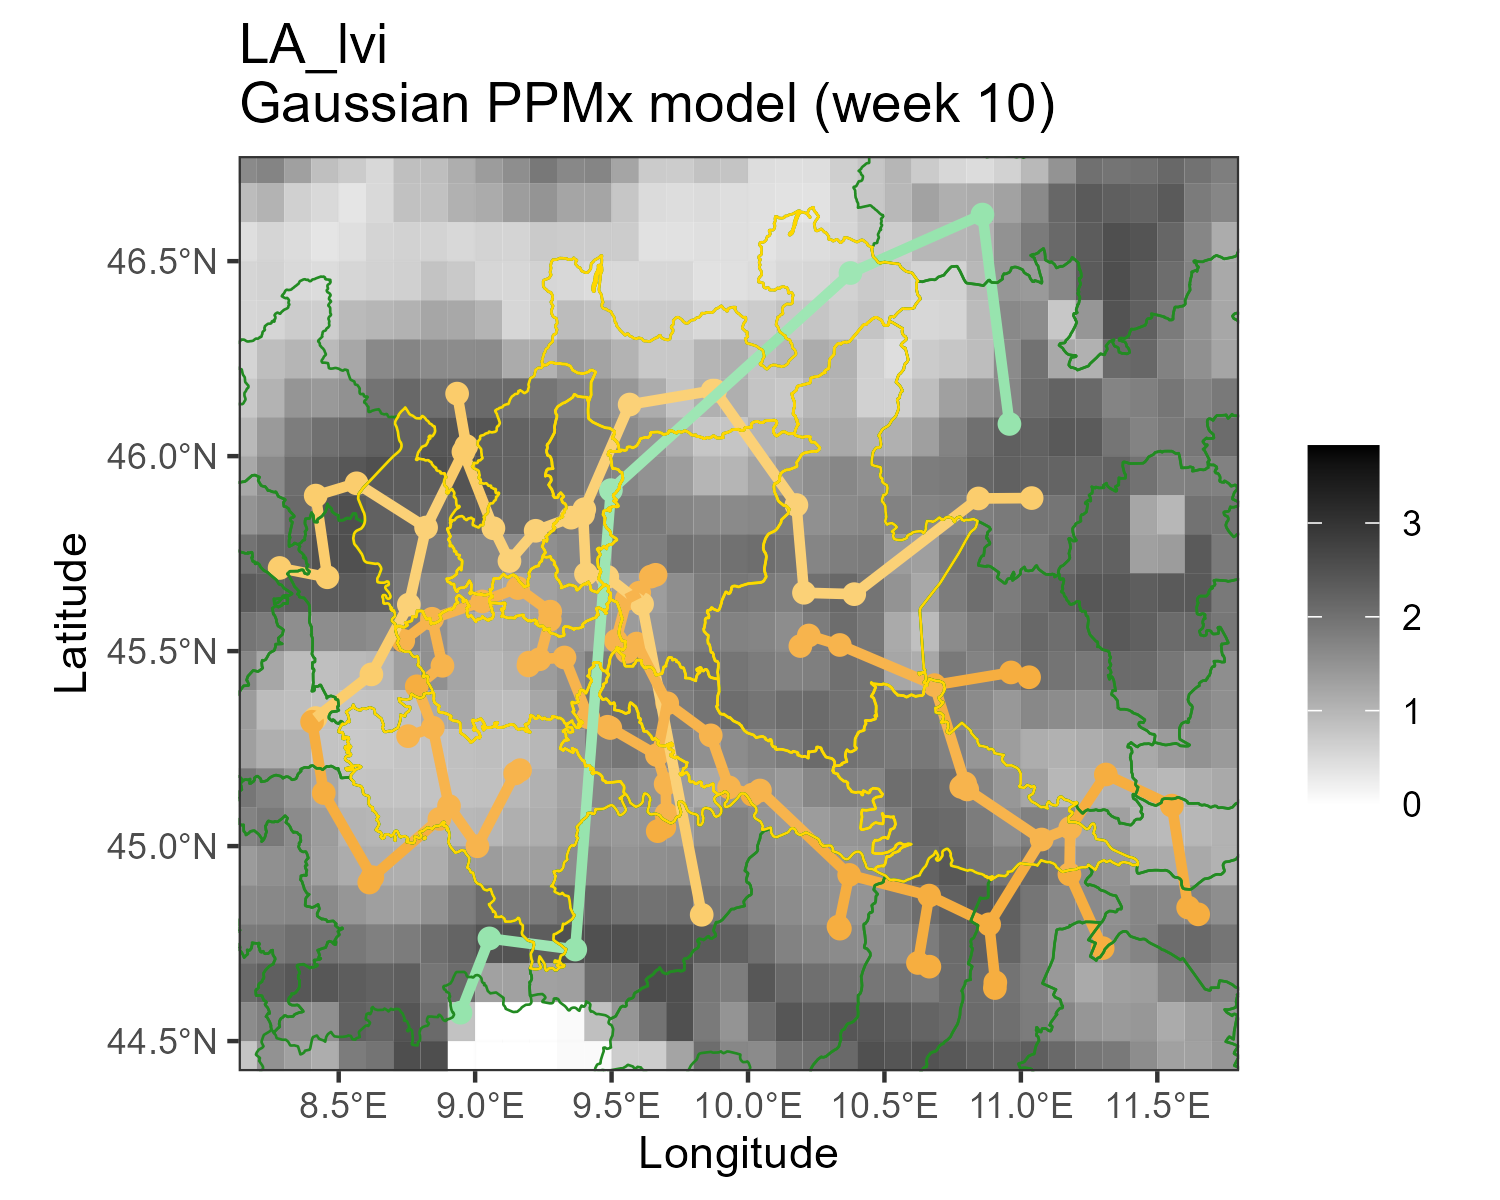 LA_lvi
Gaussian PPMx model (week 10)
46.5°N
46.0°N
45.5°N
45.0°N
44.5°N
Latitude
8.5°E 9.0°E 9.5°E 10.0°E 10.5°E 11.0°E 11.5°E
Longitude
3
2
1
0